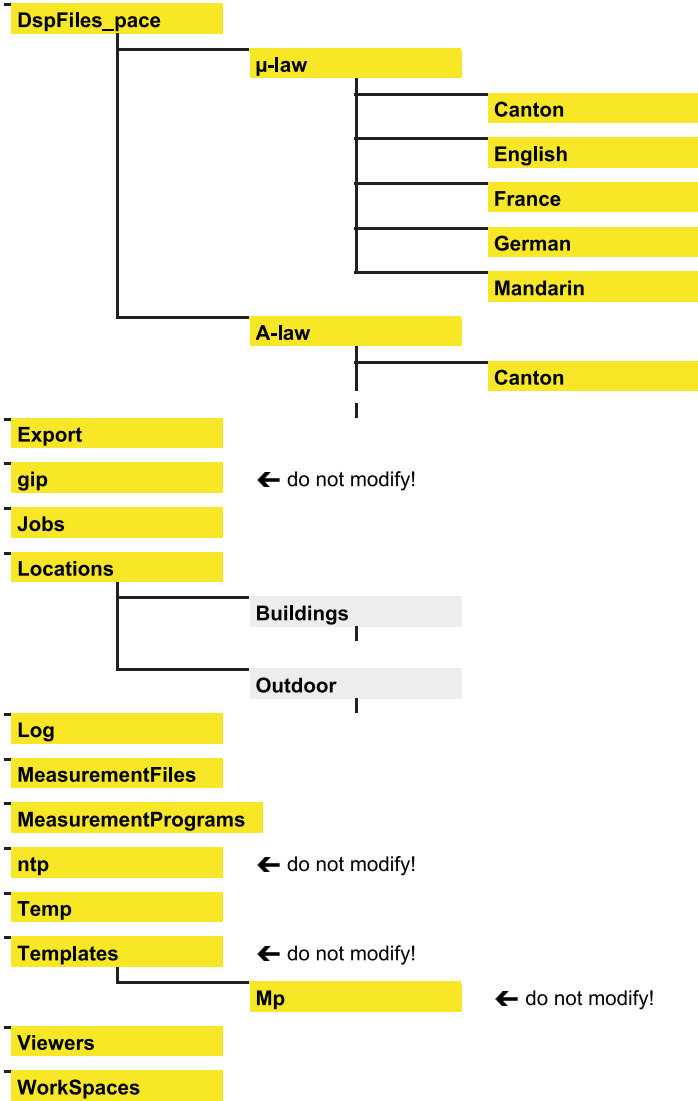 DspFiles_pace
µ-law
Canton
English
France
German
Mandarin
A-law
Canton
Export
gip ← do not modify!
Jobs
Locations
Buildings
Outdoor
Log
MeasurementFiles
MeasurementPrograms
ntp ← do not modify!
Temp
Templates ← do not modify!
Mp ← do not modify!
Viewers
WorkSpaces